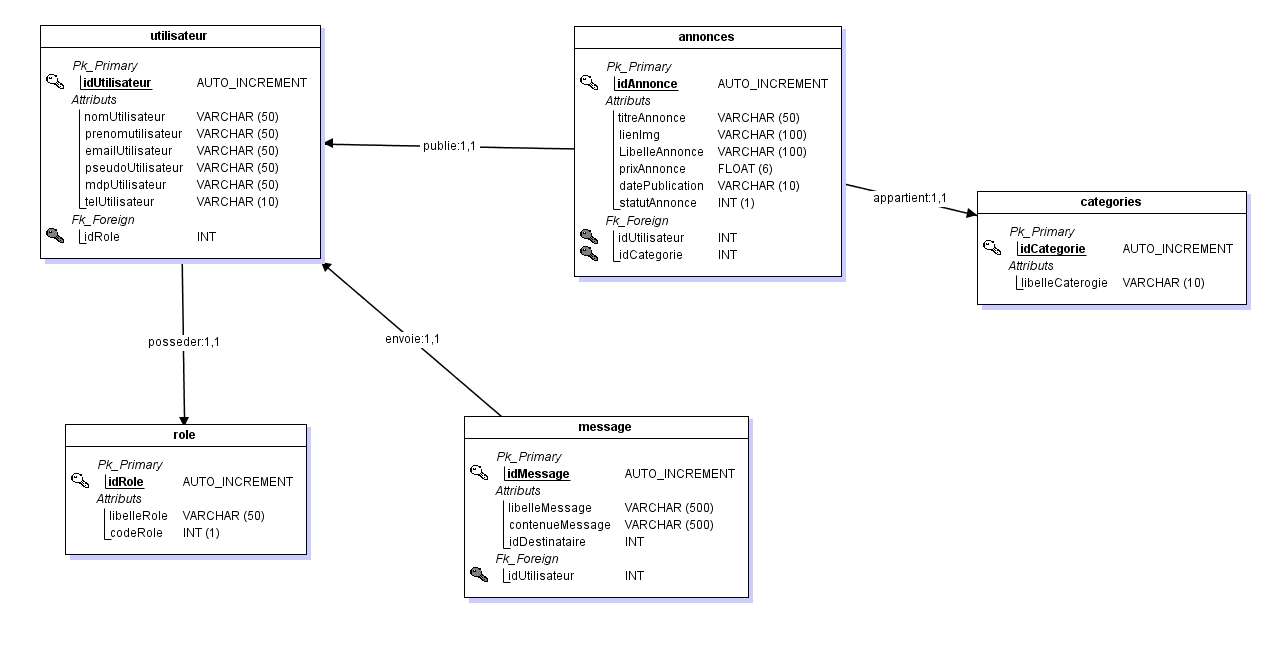 utilisateur
Pk_Primary
idUtilisateur AUTO_INCREMENT
Attributs
nomUtilisateur VARCHAR (50)
prenomutilisateur VARCHAR (50)
emailUtilisateur VARCHAR (50)
pseudoUtilisateur VARCHAR (50)
mdpUtilisateur VARCHAR (50)
telUtilisateur VARCHAR (10)
Fk_Foreign
idRole INT
publie:1,1
annonces
Pk_Primary
idAnnonce AUTO_INCREMENT
Attributs
titreAnnonce VARCHAR (50)
lienImg VARCHAR (100)
LibelleAnnonce VARCHAR (100)
prixAnnonce FLOAT (6)
datePublication VARCHAR (10)
statutAnnonce INT (1)
Fk_Foreign
idUtilisateur INT
idCategorie INT
appartient:1,1
categories
Pk_Primary
idCategorie AUTO_INCREMENT
Attributs
libelleCaterogie VARCHAR (10)
posseder:1,1
envoie:1,1
role
Pk_Primary
idRole AUTO_INCREMENT
Attributs
libelleRole VARCHAR (50)
codeRole INT (1)
message
Pk_Primary
idMessage AUTO_INCREMENT
Attributs
libelleMessage VARCHAR (500)
contenueMessage VARCHAR (500)
idDestinataire INT
Fk_Foreign
idUtilisateur INT